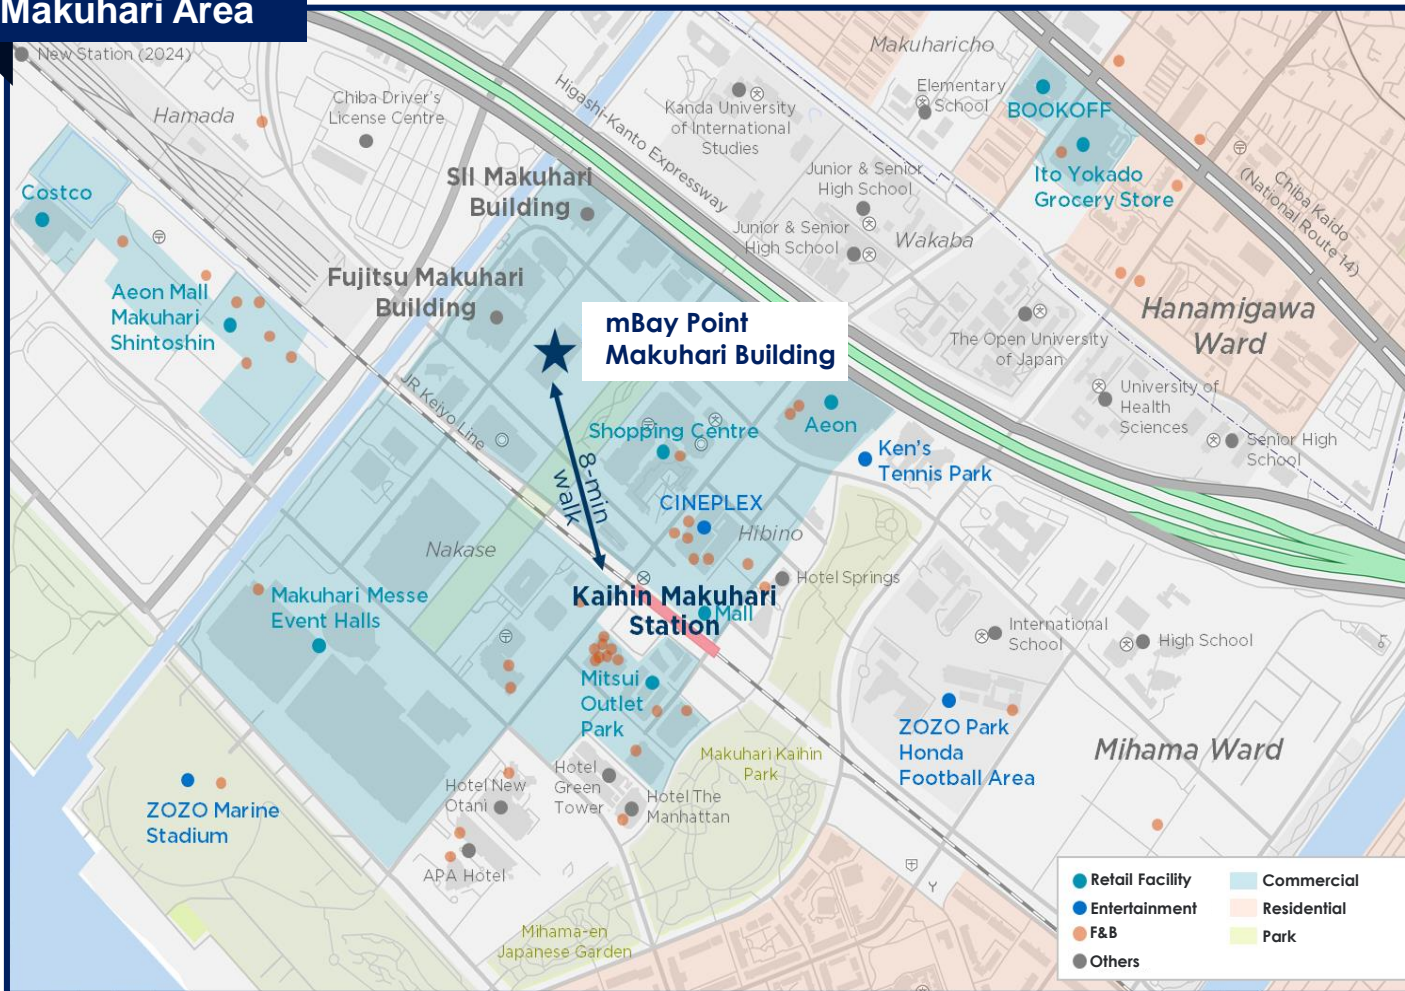 Makuhari Area
New Station (2024)
Hamada
Chiba Driver's
License Centre
Higashi-Kanto Expressway
Kanda University
of International
Studies
Makuharicho
Elementary
School
BOOKOFF
Ito Yokado
Grocery Store
Chiba Kaido
(National Route 14)
Costco
SII Makuhari
Building
Junior & Senior
High School
Junior & Senior
High School
Wakaba
Aeon Mall
Makuhari
Shintoshin
Fujitsu Makuhari
Building
mBay Point
Makuhari Building
The Open University
of Japan
Hanamigawa
Ward
JR Keiyo Line
University of
Health
Sciences
Senior High
School
Shopping Centre
Aeon
Ken's
Tennis Park
8-min
walk
CINEPLEX
Hibino
Nakase
Hotel Springs
Makuhari Messe
Event Halls
Kaihin Makuhari
Station
Mall
International
School
High School
Mitsui
Outlet
Park
ZOZO Park
Honda
Football Area
Mihama Ward
Makuhari Kaihin
Park
ZOZO Marine
Stadium
Hotel New
Otani
Hotel
Green
Tower
Hotel The
Manhattan
APA Hotel
Mihama-en
Japanese Garden
Retail Facility
Entertainment
F&B
Others
Commercial
Residential
Park